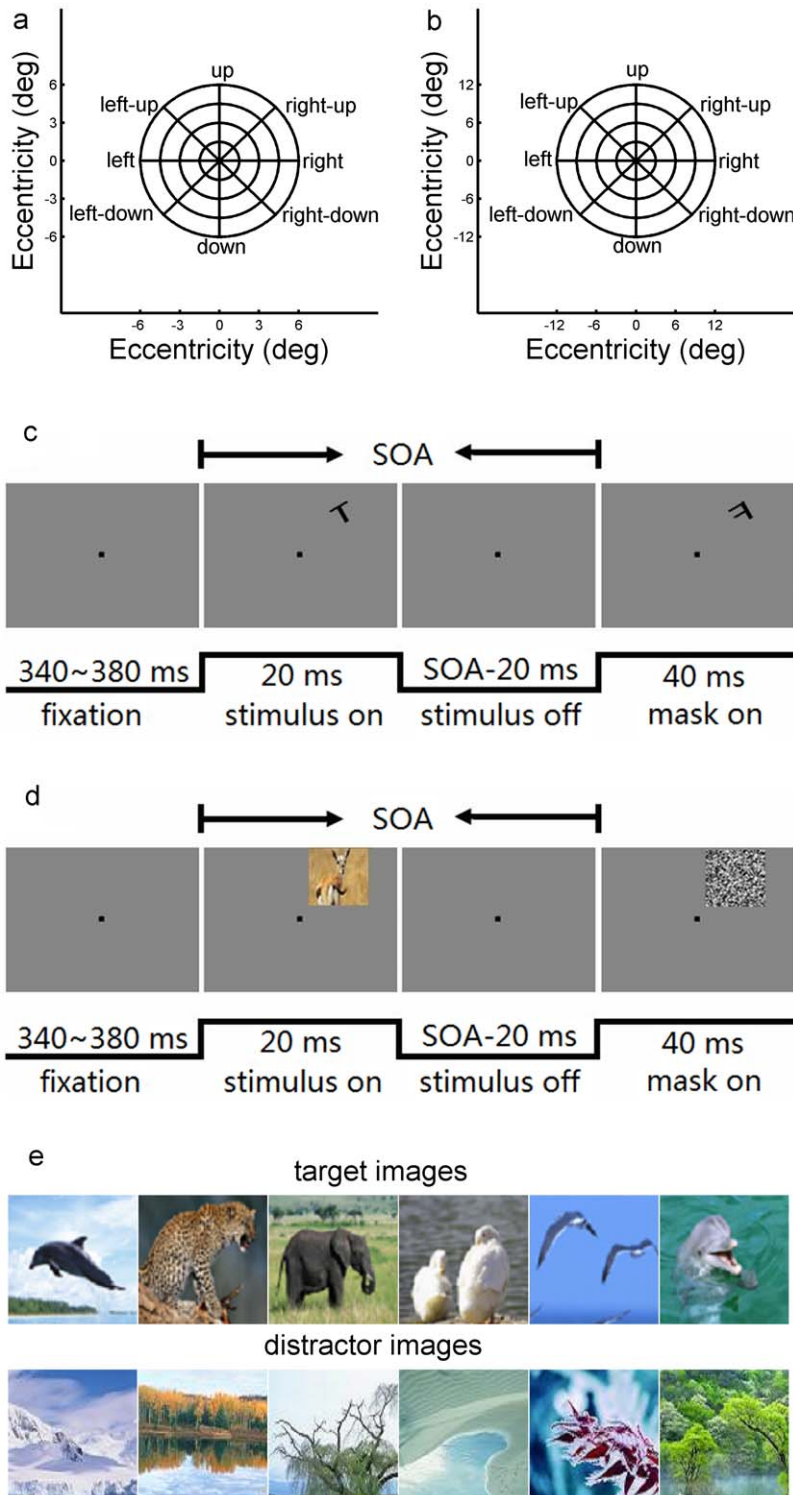 a
up
left-up
right-up
left
right
left-down
right-down
down
6
3
0
-3
-6
-6
-3
0
3
6
Eccentricity (deg)
Eccentricity (deg)
b
up
left-up
right-up
left
right
left-down
right-down
down
12
6
0
-6
-12
-12
-6
0
6
12
Eccentricity (deg)
Eccentricity (deg)
c
SOA
T
F
340~380 ms
fixation
20 ms
stimulus on
SOA-20 ms
stimulus off
40 ms
mask on
d
SOA
340~380 ms
fixation
20 ms
stimulus on
SOA-20 ms
stimulus off
40 ms
mask on
e
target images
distractor images